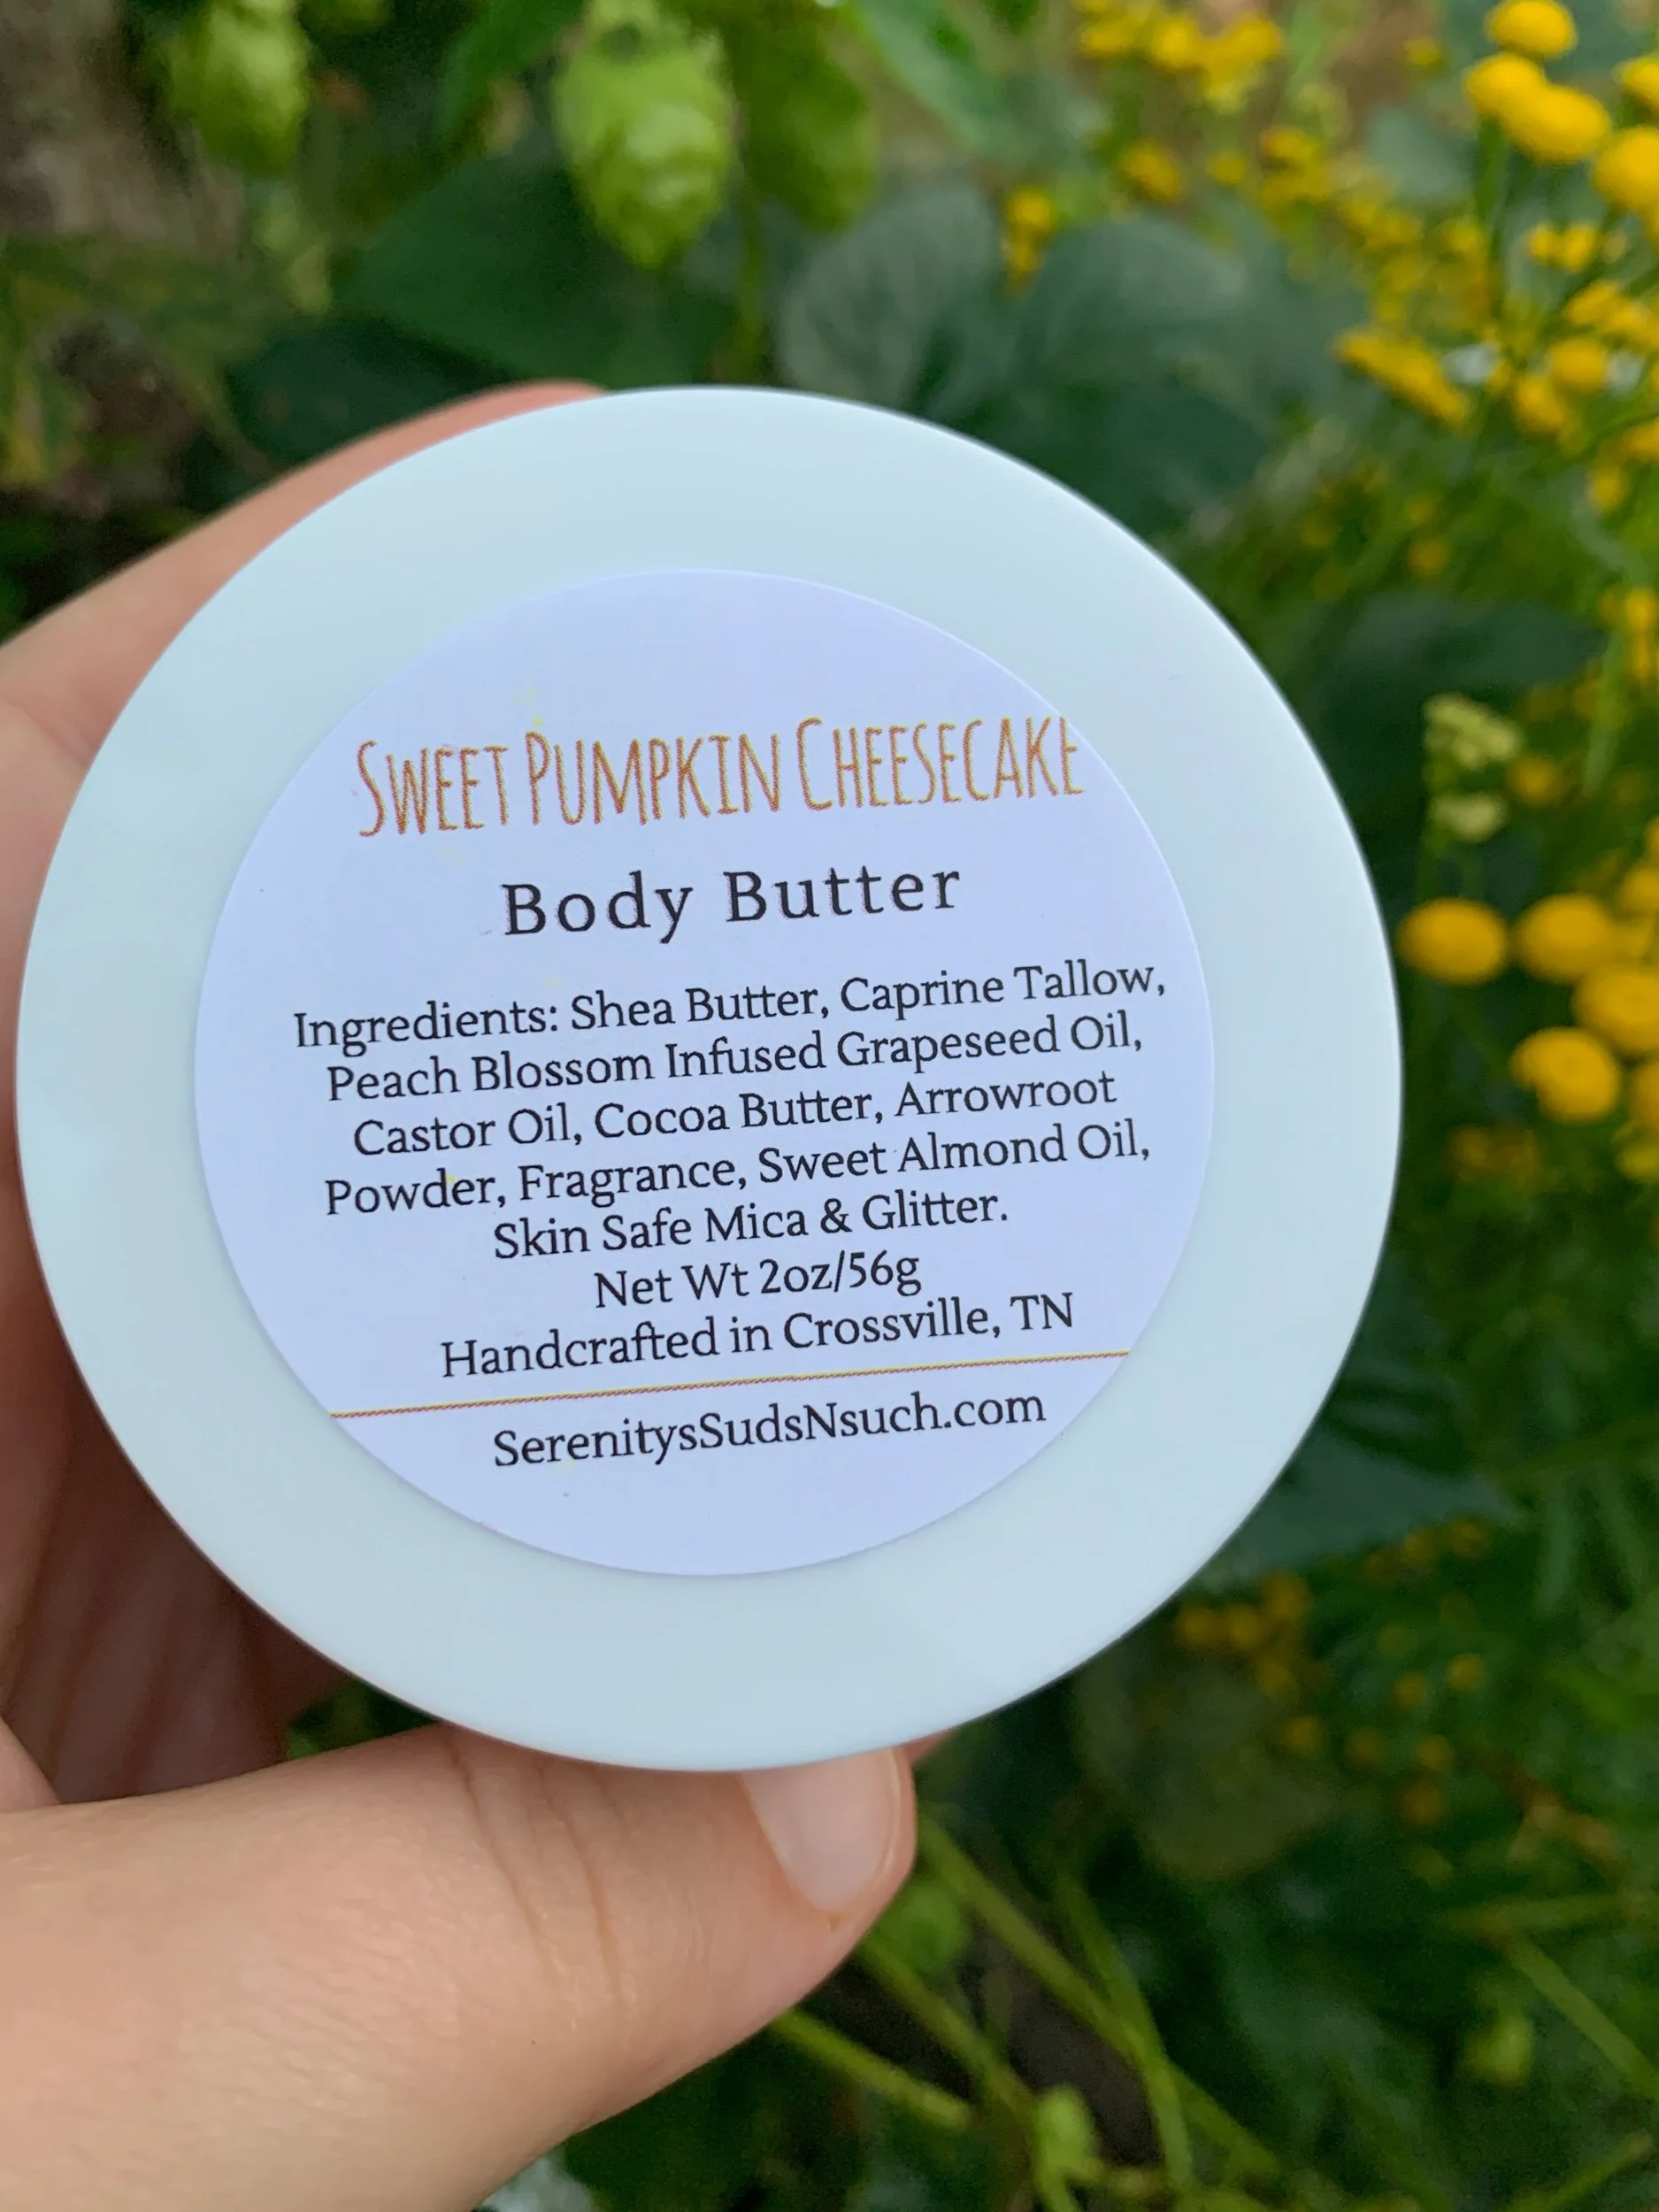 Sweet Pumpkin Cheesecake
Body Butter
Ingredients: Shea Butter, Caprine Tallow,
Peach Blossom Infused Grapeseed Oil,
Castor Oil, Cocoa Butter, Arrowroot
Powder, Fragrance, Sweet Almond Oil,
Skin Safe Mica & Glitter.
Net Wt 2oz/56g
Handcrafted in Crossville, TN
SerenitysSudsNsuch.com